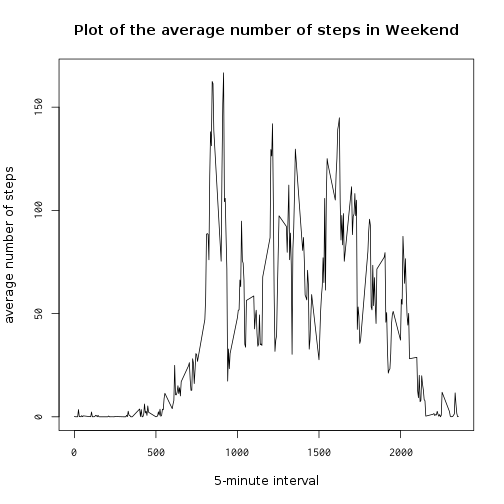 Plot of the average number of steps in Weekend
average number of steps
150
100
50
0
0 500 1000 1500 2000
5-minute interval